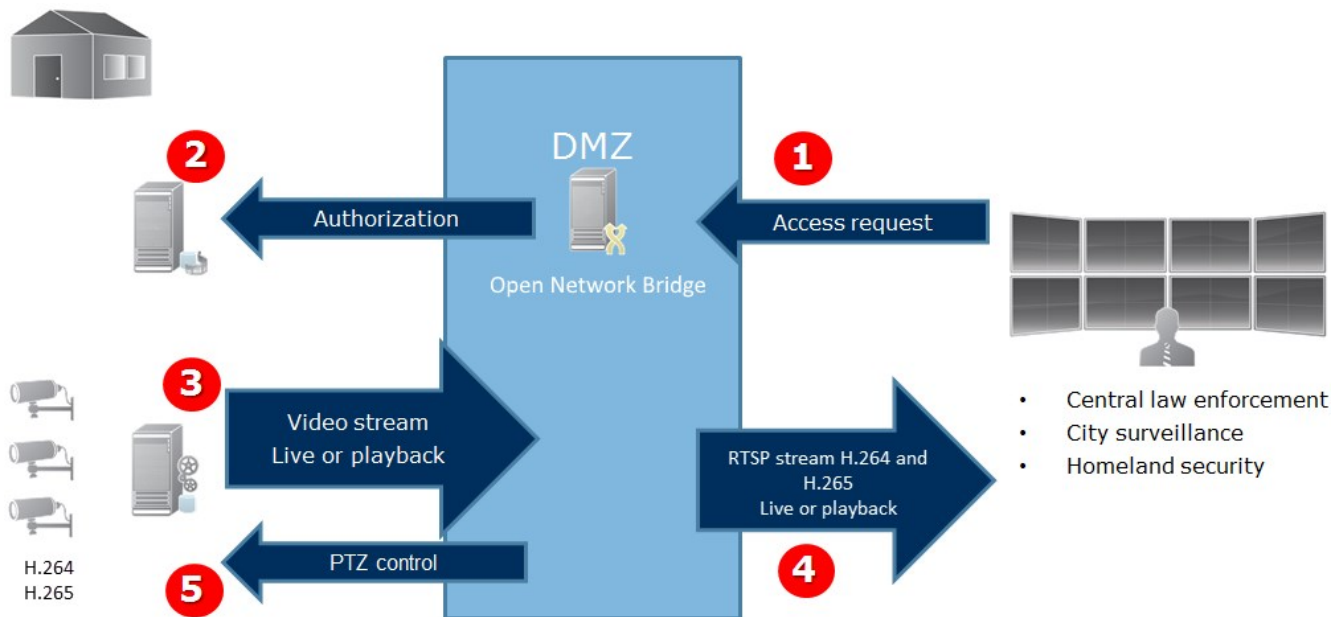 DMZ
Open Network Bridge
1
Access request
2
Authorization
3
Video stream
Live or playback
4
RTSP stream H.264 and
H.265
Live or playback
5
PTZ control
H.264
H.265
• Central law enforcement
• City surveillance
• Homeland security